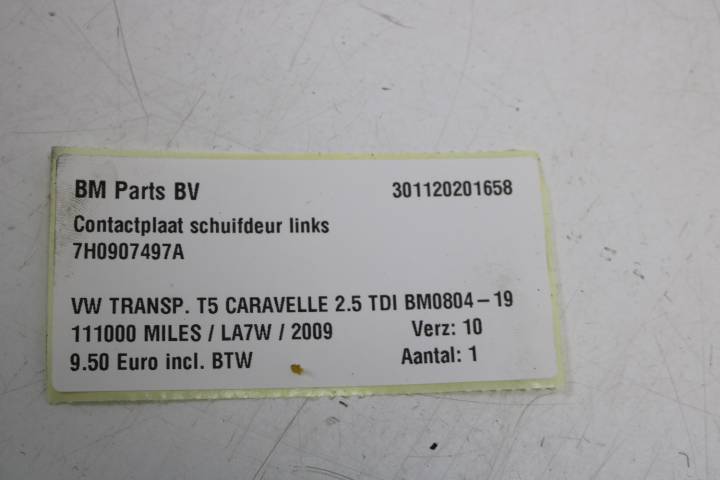 BM Parts BV 301120201658
Contactplaat schuifdeur links
7H0907497A
VW TRANSP. T5 CARAVELLE 2.5 TDI BM0804-19
111000 MILES / LA7W / 2009 Verz: 10
9.50 Euro incl. BTW Aantal: 1